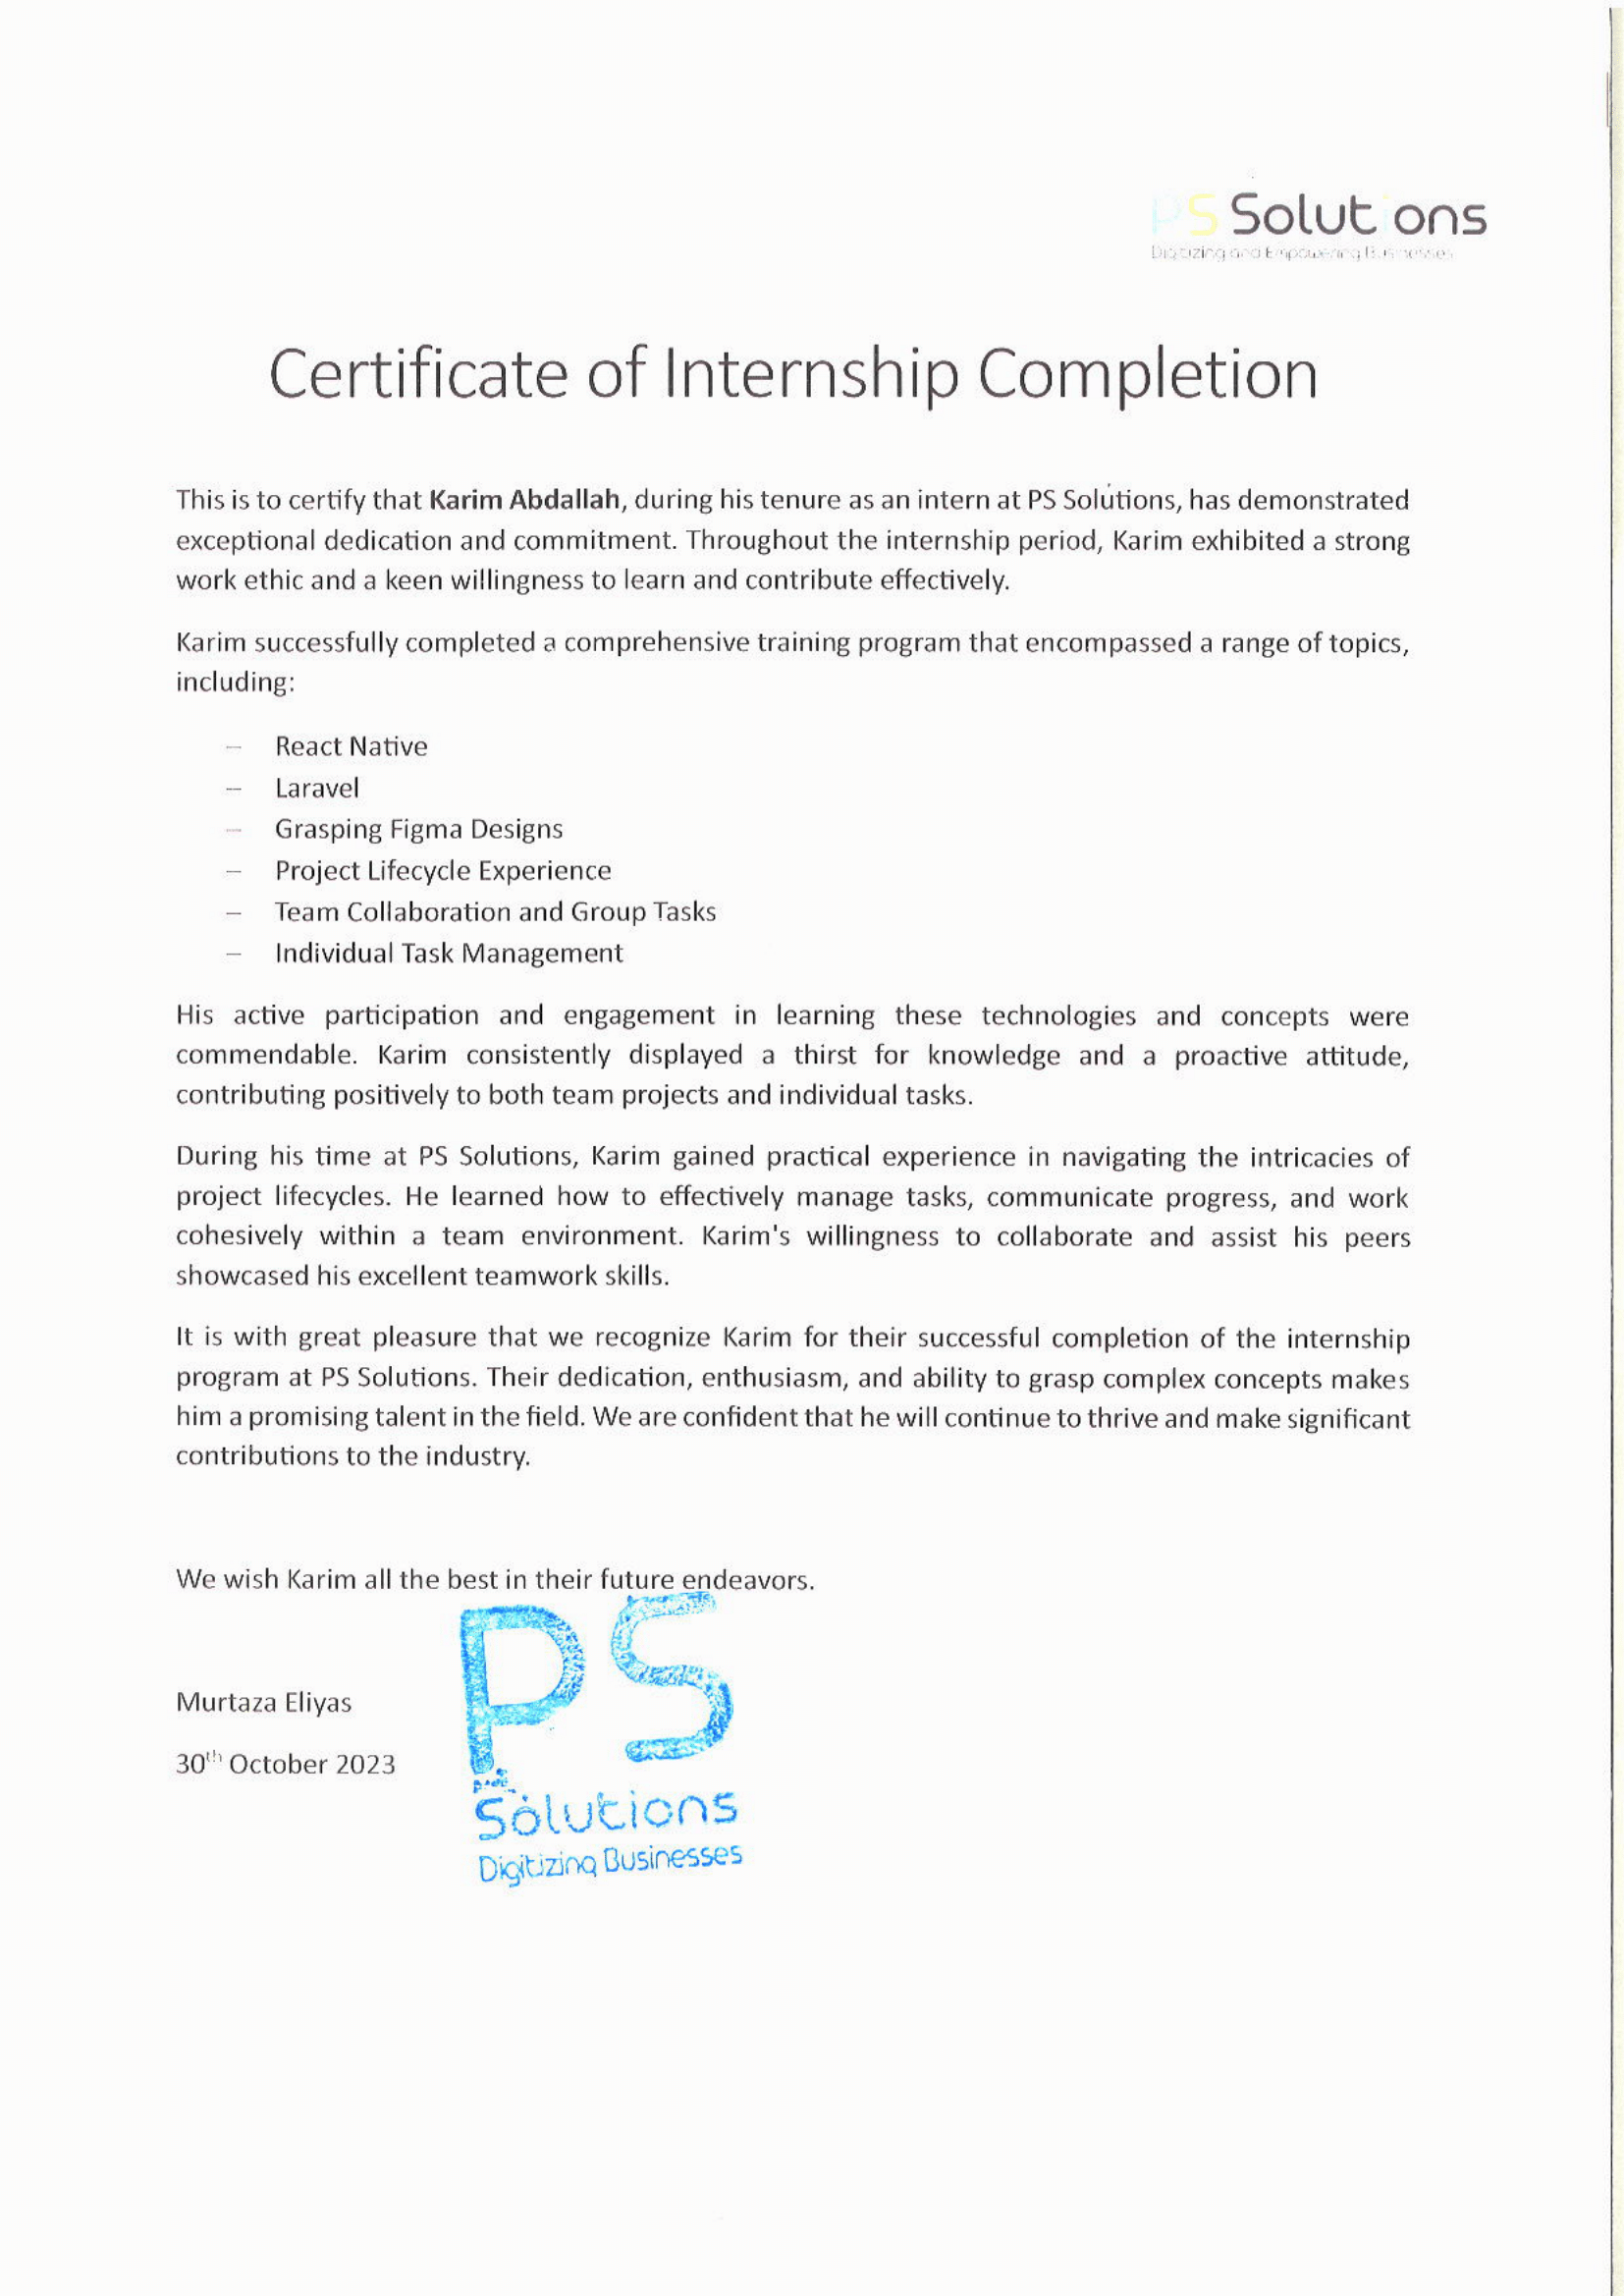 PS Solutions
Digitizing and Empowering Businesses
Certificate of Internship Completion
This is to certify that Karim Abdallah, during his tenure as an intern at PS Solutions, has demonstrated
exceptional dedication and commitment. Throughout the internship period, Karim exhibited a strong
work ethic and a keen willingness to learn and contribute effectively.
Karim successfully completed a comprehensive training program that encompassed a range of topics,
including:
– React Native
– Laravel
– Grasping Figma Designs
– Project Lifecycle Experience
– Team Collaboration and Group Tasks
– Individual Task Management
His active participation and engagement in learning these technologies and concepts were
commendable. Karim consistently displayed a thirst for knowledge and a proactive attitude,
contributing positively to both team projects and individual tasks.
During his time at PS Solutions, Karim gained practical experience in navigating the intricacies of
project lifecycles. He learned how to effectively manage tasks, communicate progress, and work
cohesively within a team environment. Karim's willingness to collaborate and assist his peers
showcased his excellent teamwork skills.
It is with great pleasure that we recognize Karim for their successful completion of the internship
program at PS Solutions. Their dedication, enthusiasm, and ability to grasp complex concepts makes
him a promising talent in the field. We are confident that he will continue to thrive and make significant
contributions to the industry.
We wish Karim all the best in their future endeavors.
Murtaza Eliyas
30th October 2023
PS
Solutions
Digitizing Businesses